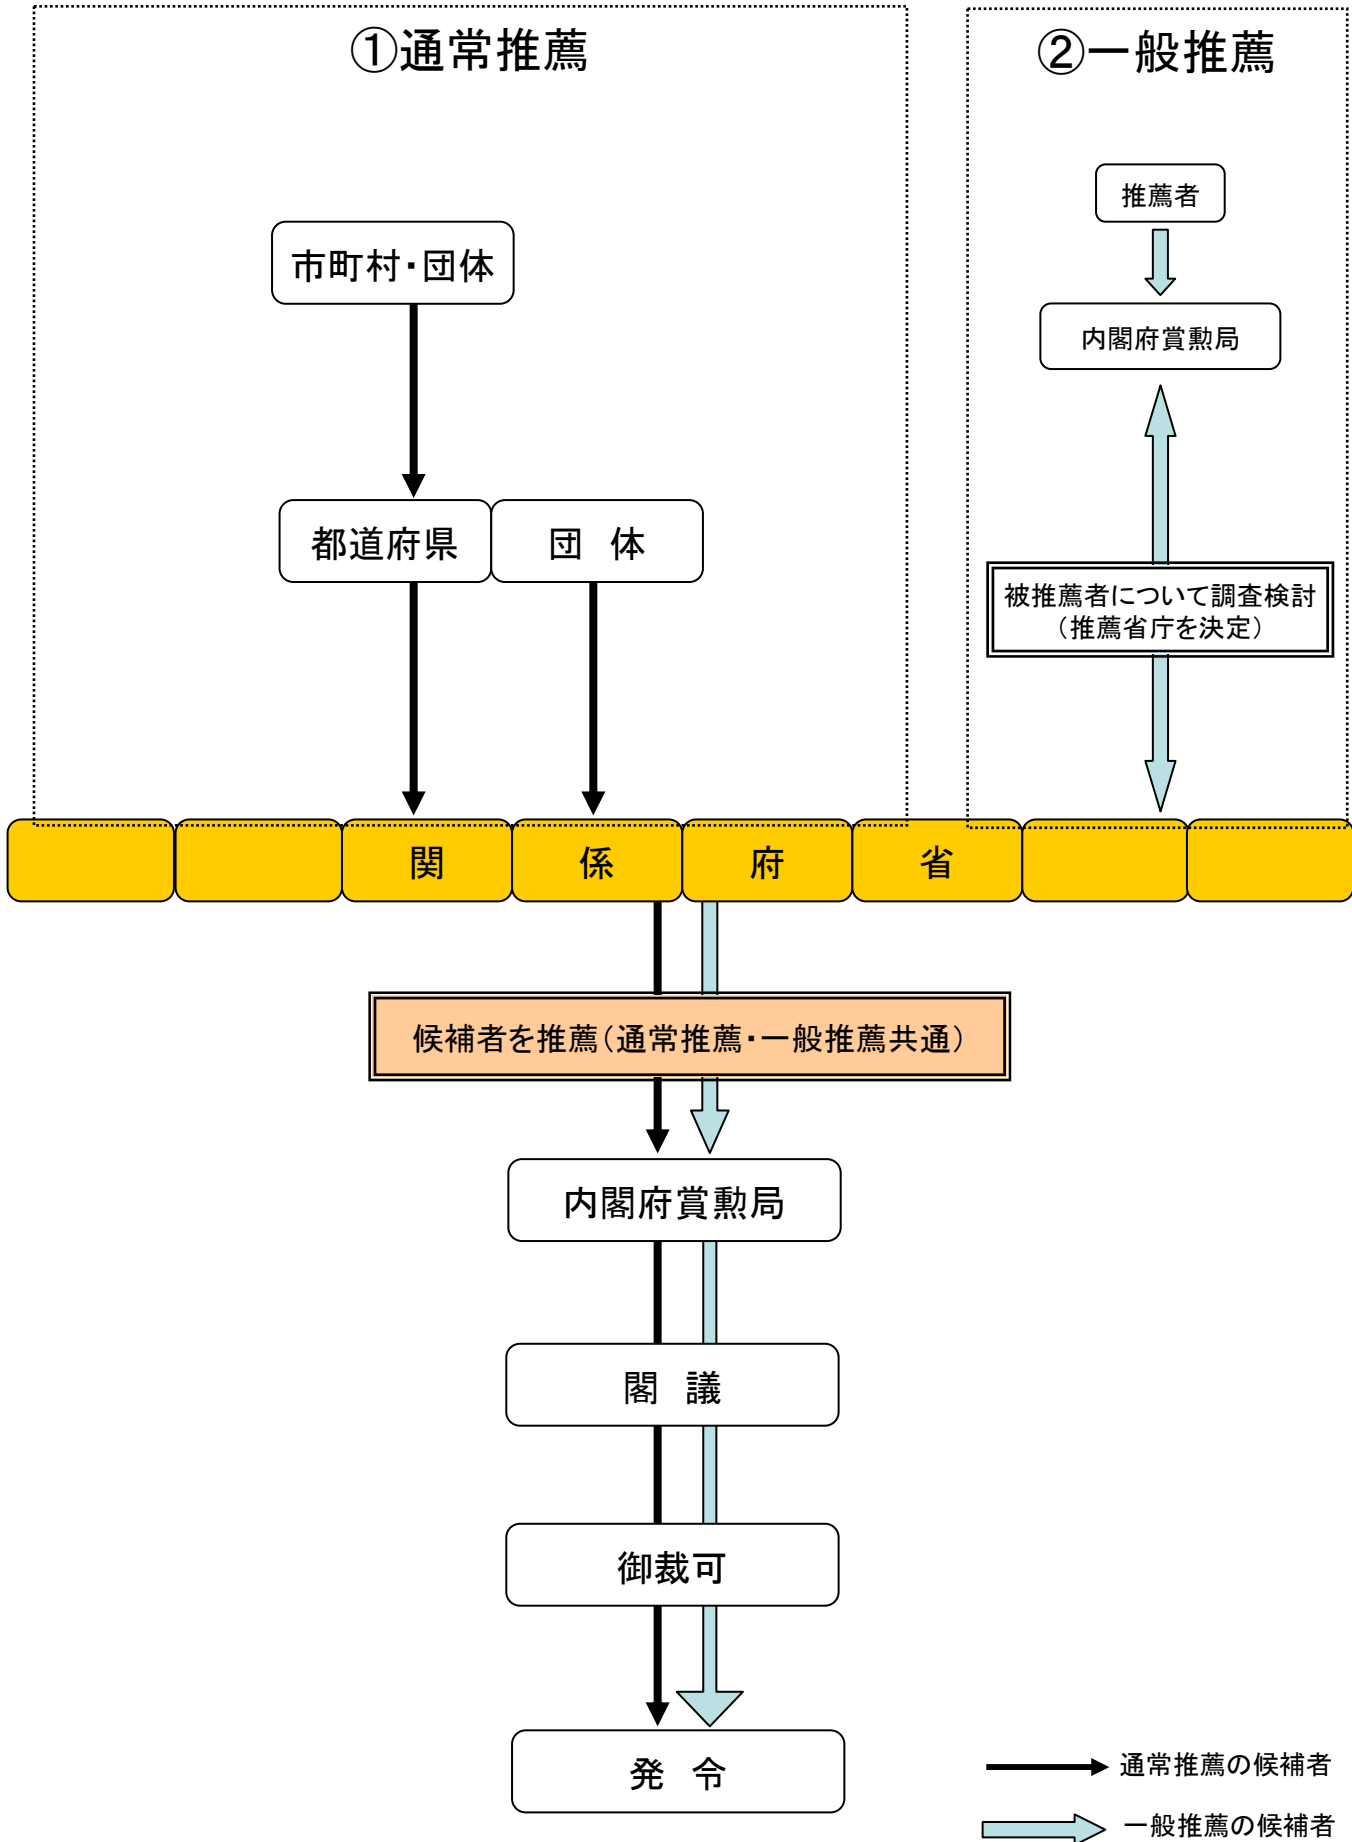 ①通常推薦
②一般推薦
推薦者
市町村・団体
内閣府賞勲局
都道府県
団 体
被推薦者について調査検討
（推薦省庁を決定）
関 係 府 省
候補者を推薦（通常推薦・一般推薦共通）
内閣府賞勲局
閣 議
御裁可
発 令
通常推薦の候補者
一般推薦の候補者